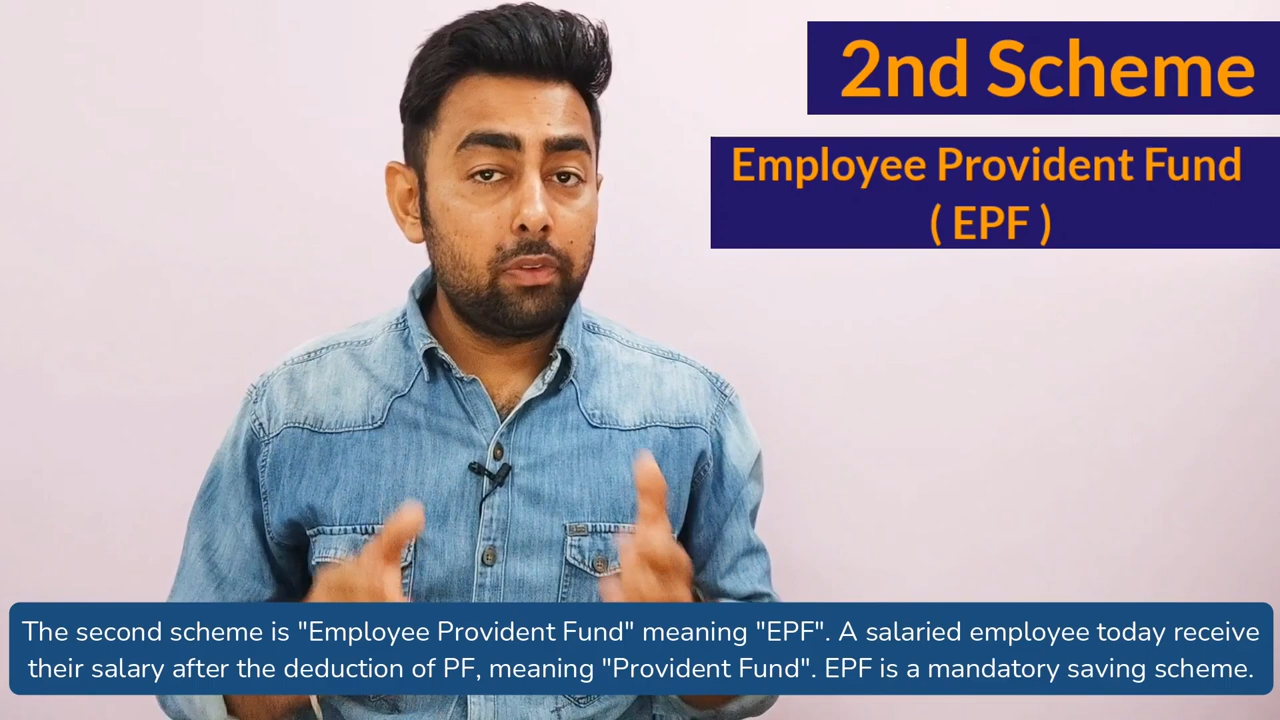 2nd Scheme
Employee Provident Fund
( EPF )
The second scheme is "Employee Provident Fund" meaning "EPF". A salaried employee today receive
their salary after the deduction of PF, meaning "Provident Fund". EPF is a mandatory saving scheme.